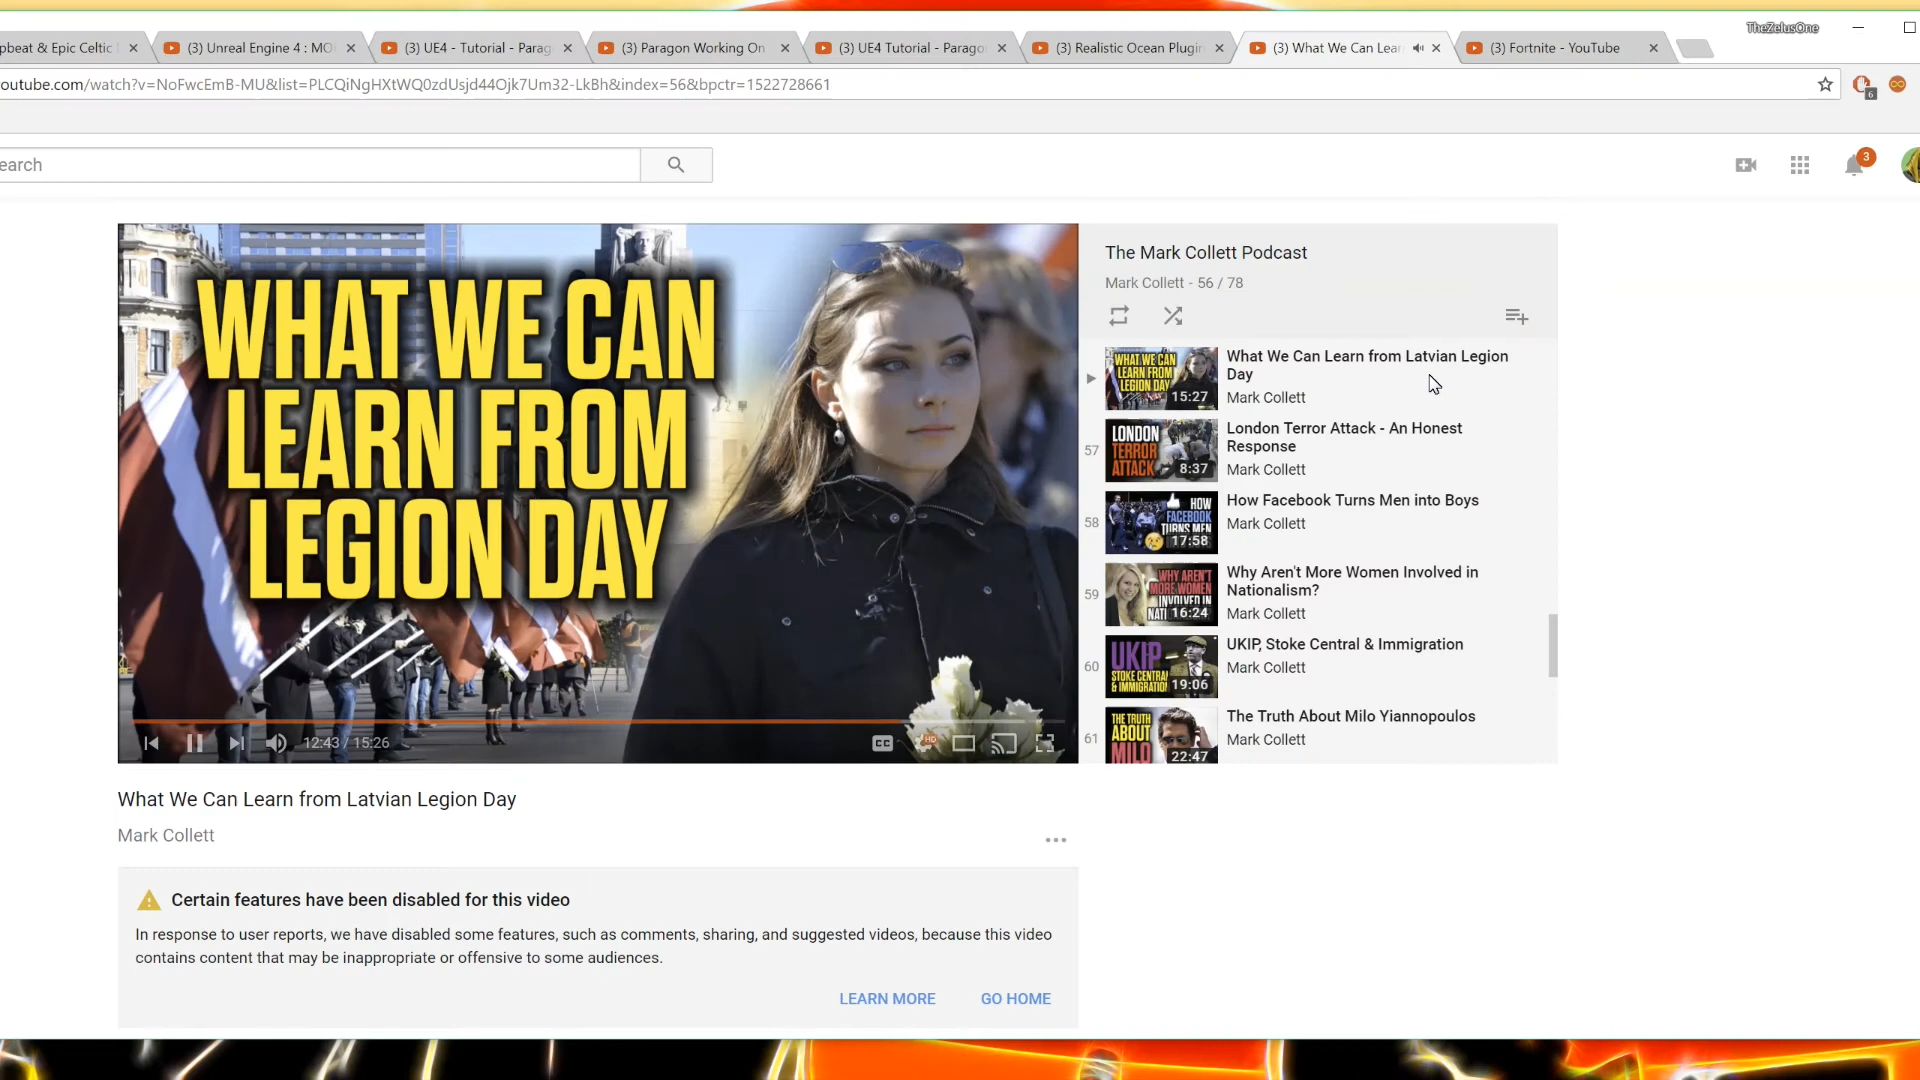 TheZelusOne
pbeat & Epic Celtic
(3) Unreal Engine 4 : MO
(3) UE4 - Tutorial - Parag
(3) Paragon Working On
(3) UE4 Tutorial - Parago
(3) Realistic Ocean Plugin
(3) What We Can Lear
(3) Fortnite - YouTube
outube.com/watch?v=NoFwcEmB-MU&list=PLCQiNgHXtWQ0zdUsjd44Ojk7Um32-LkBh&index=56&bpctr=1522728661
6
earch
3
WHAT WE CAN
LEARN FROM
LEGION DAY
12:43 / 15:26
CC
HD
The Mark Collett Podcast
Mark Collett - 56 / 78
WHAT WE CAN
LEARN FROM
LEGION DAY
15:27
What We Can Learn from Latvian Legion
Day
Mark Collett
57
LONDON
TERROR
ATTACK
8:37
London Terror Attack - An Honest
Response
Mark Collett
58
HOW
FACEBOOK
TURNS MEN
17:58
How Facebook Turns Men into Boys
Mark Collett
59
WHY AREN'T
MORE WOMEN
INVOLVED IN
NATI
16:24
Why Aren't More Women Involved in
Nationalism?
Mark Collett
60
UKIP
STOKE CENTRAL
& IMMIGRATION
19:06
UKIP, Stoke Central & Immigration
Mark Collett
61
THE TRUTH
ABOUT
MILO
22:47
The Truth About Milo Yiannopoulos
Mark Collett
What We Can Learn from Latvian Legion Day
Mark Collett
Certain features have been disabled for this video
In response to user reports, we have disabled some features, such as comments, sharing, and suggested videos, because this video
contains content that may be inappropriate or offensive to some audiences.
LEARN MORE
GO HOME